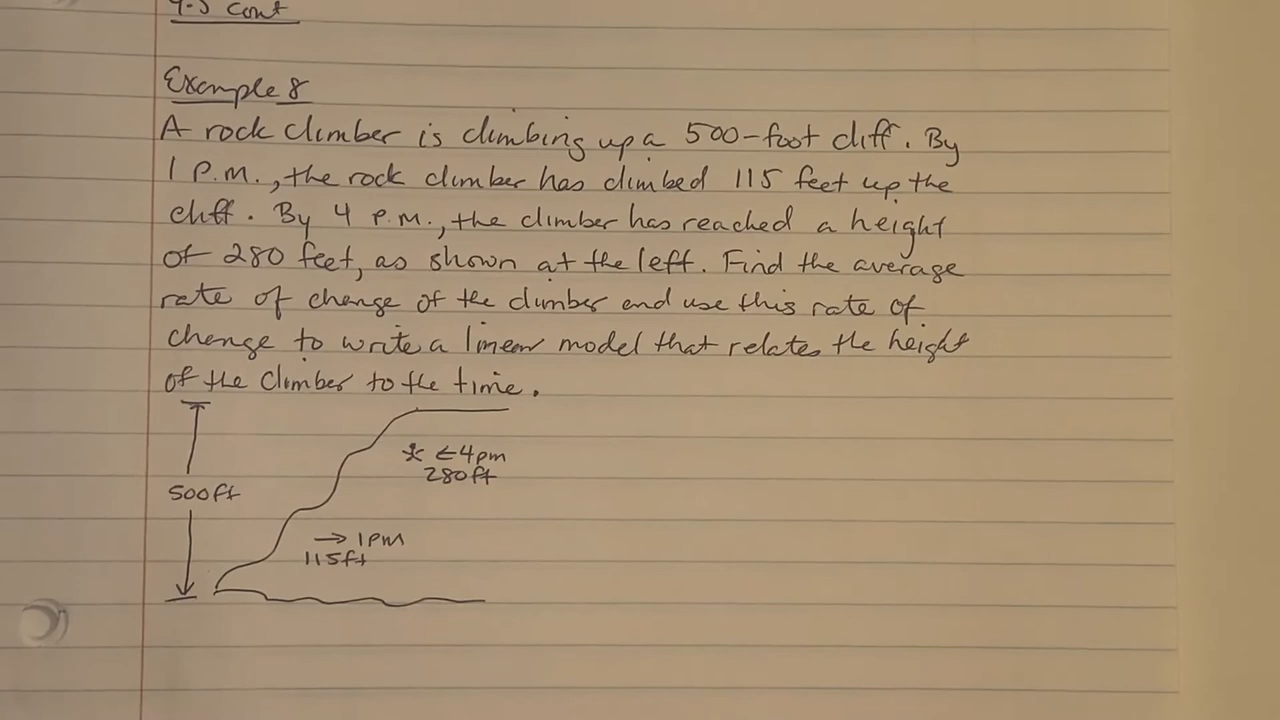 4-5 cont
Example 8
A rock climber is climbing up a 500-foot cliff. By
1 P.M., the rock climber has climbed 115 feet up the
cliff. By 4 P.M., the climber has reached a height
of 280 feet, as shown at the left. Find the average
rate of change of the climber and use this rate of
change to write a linear model that relates the height
of the climber to the time.
* ← 4pm
280ft
500ft
→ 1pm
115ft